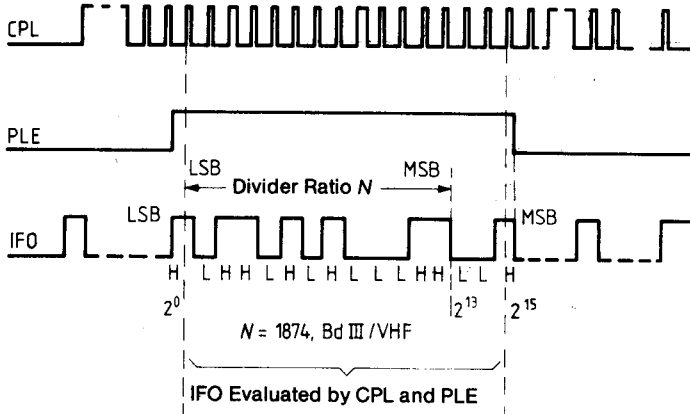 CPL
PLE
LSB MSB
Divider Ratio N
LSB MSB
IFO
H L H H L H L H L L L H H L L H
2⁰ 2¹³ 2¹⁵
N = 1874, Bd III / VHF
IFO Evaluated by CPL and PLE